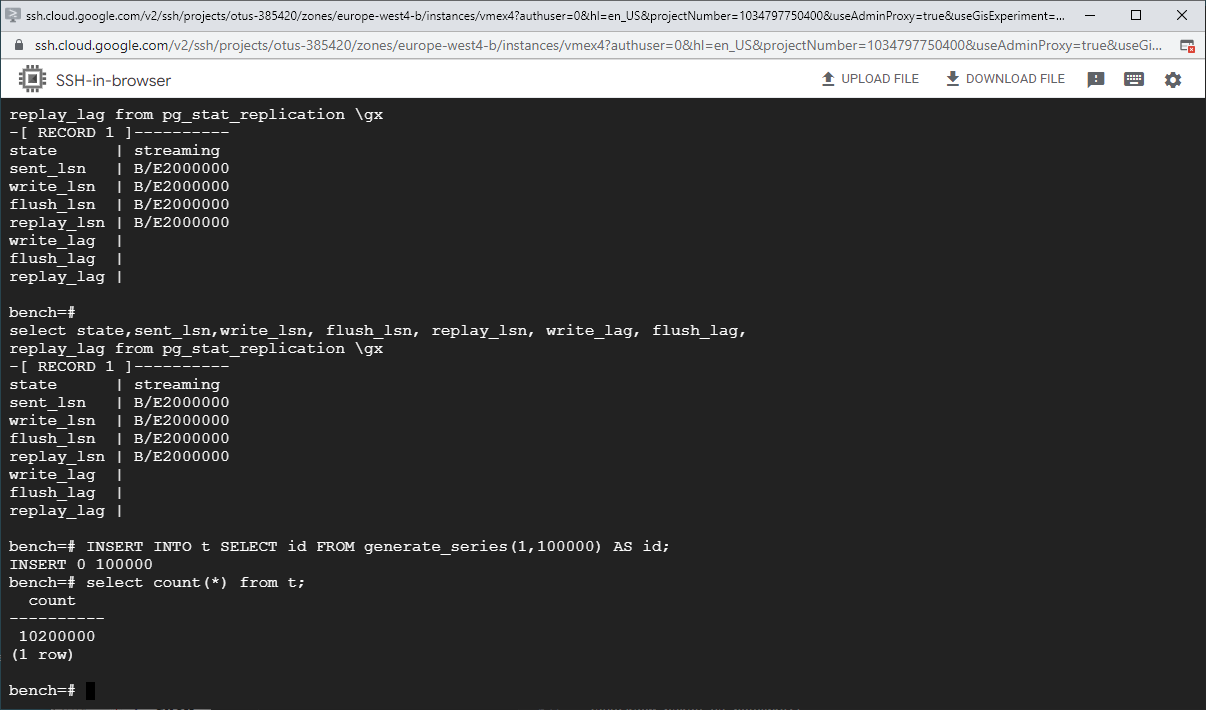 ssh.cloud.google.com/v2/ssh/projects/otus-385420/zones/europe-west4-b/instances/vmex4?authuser=0&hl=en_US&projectNumber=1034797750400&useAdminProxy=true&useGisExperiment=...
ssh.cloud.google.com/v2/ssh/projects/otus-385420/zones/europe-west4-b/instances/vmex4?authuser=0&hl=en_US&projectNumber=1034797750400&useAdminProxy=true&useGi...
SSH-in-browser
UPLOAD FILE
DOWNLOAD FILE
replay_lag from pg_stat_replication \gx
-[ RECORD 1 ]----------
state      | streaming
sent_lsn   | B/E2000000
write_lsn  | B/E2000000
flush_lsn  | B/E2000000
replay_lsn | B/E2000000
write_lag  |
flush_lag  |
replay_lag |
bench=#
select state,sent_lsn,write_lsn, flush_lsn, replay_lsn, write_lag, flush_lag,
replay_lag from pg_stat_replication \gx
-[ RECORD 1 ]----------
state      | streaming
sent_lsn   | B/E2000000
write_lsn  | B/E2000000
flush_lsn  | B/E2000000
replay_lsn | B/E2000000
write_lag  |
flush_lag  |
replay_lag |
bench=# INSERT INTO t SELECT id FROM generate_series(1,100000) AS id;
INSERT 0 100000
bench=# select count(*) from t;
  count
----------
 10200000
(1 row)
bench=#